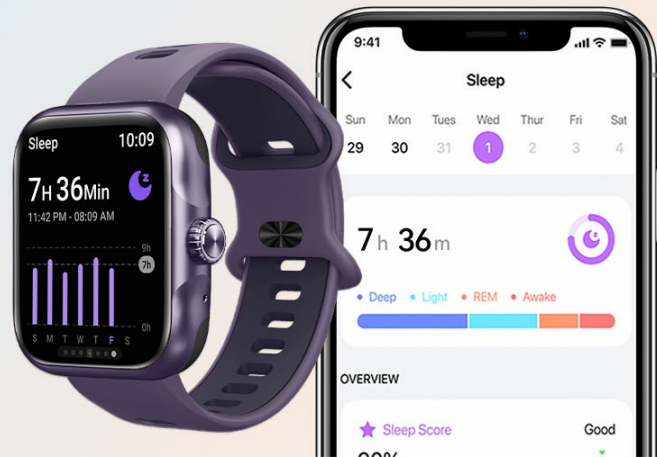 Sleep 10:09
7H 36Min
11:42 PM - 08:09 AM
9h
7h
0h
S M T W T F S
9:41
Sleep
Sun Mon Tues Wed Thur Fri Sat
29 30 31 1 2 3 4
7 h 36 m
Deep Light REM Awake
OVERVIEW
Sleep Score Good